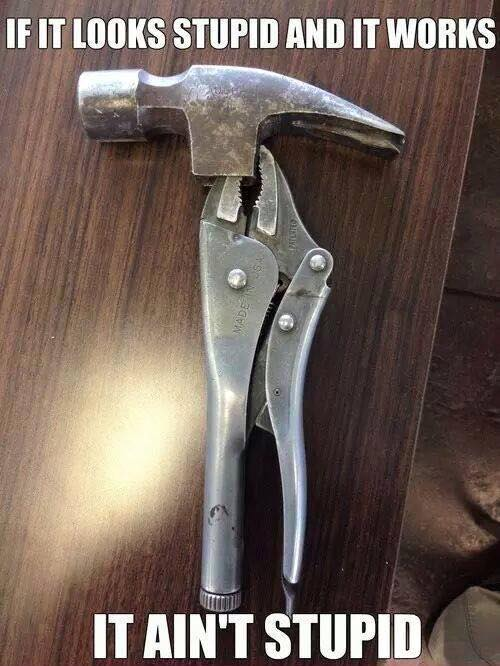 IF IT LOOKS STUPID AND IT WORKS
MADE IN USA
IT AIN'T STUPID